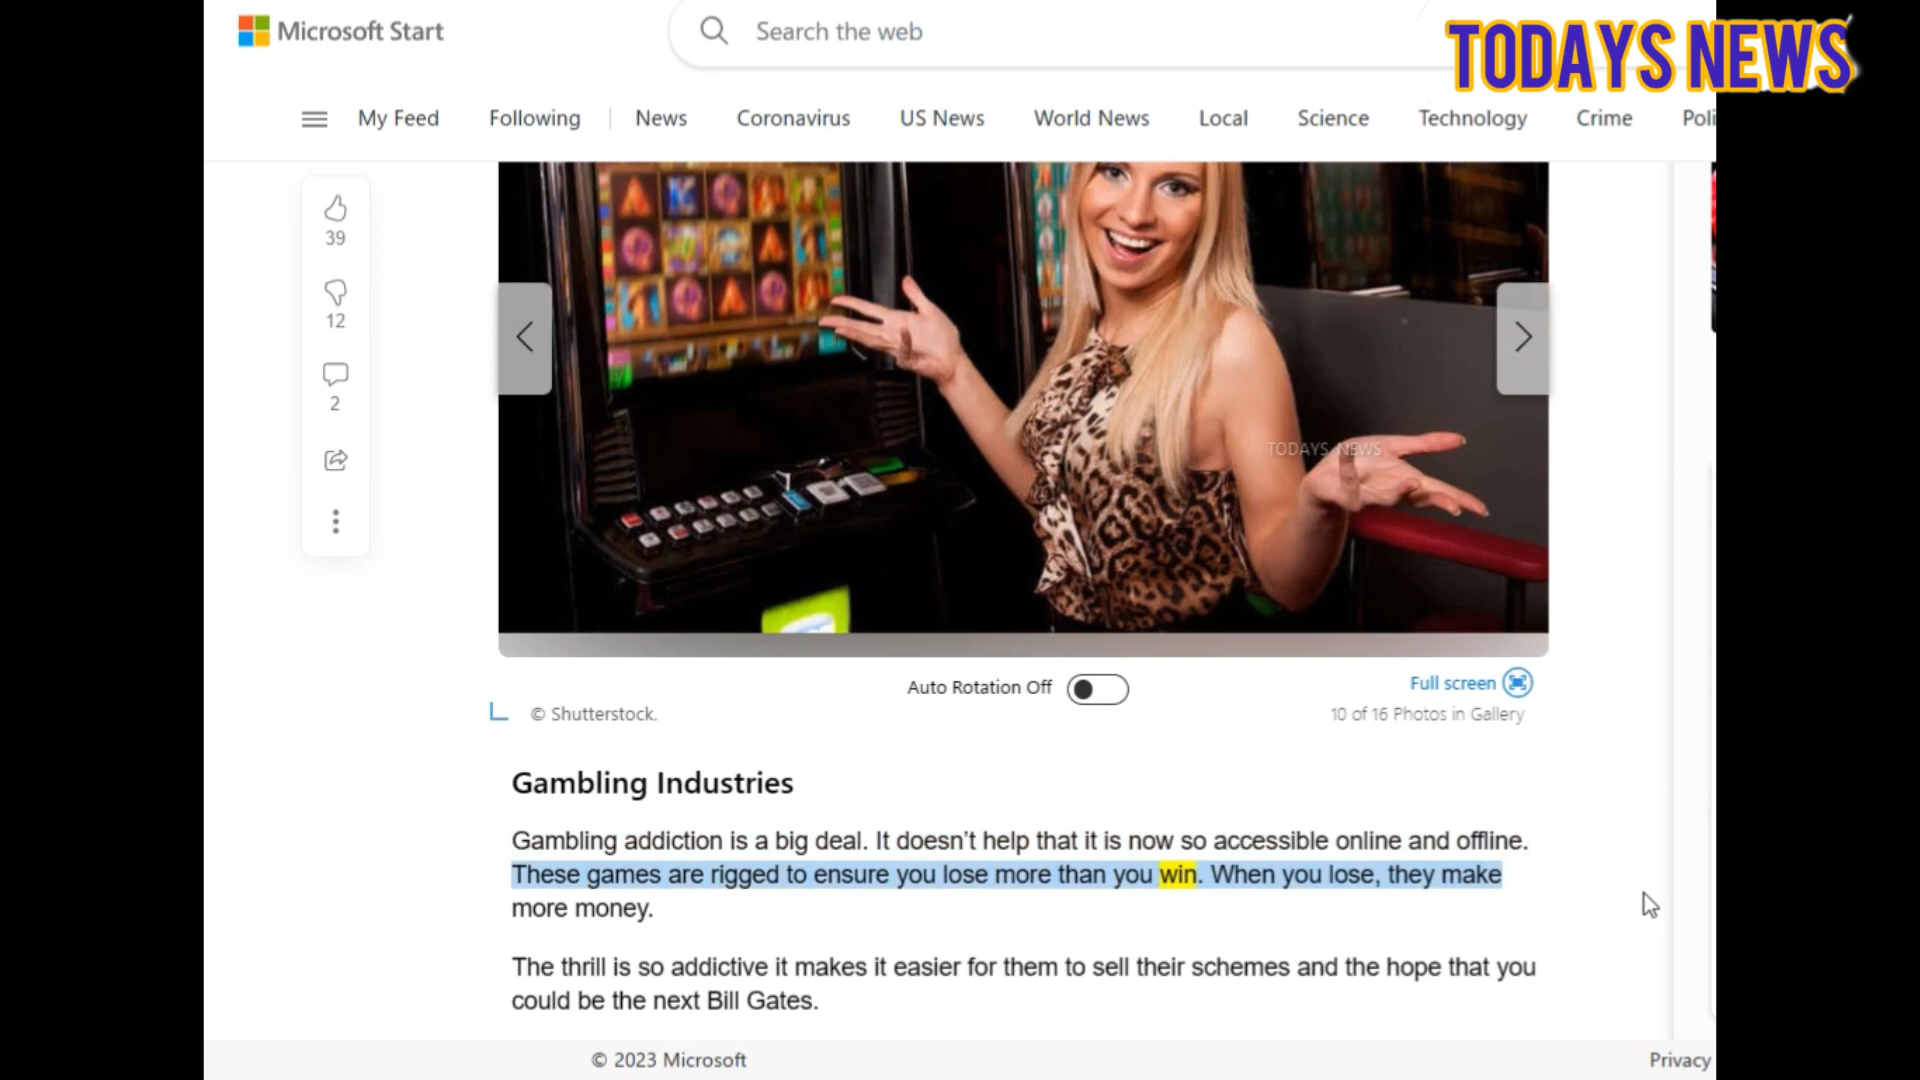 Microsoft Start
Search the web
TODAYS NEWS
My Feed
Following
News
Coronavirus
US News
World News
Local
Science
Technology
Crime
Poli
39
12
2
TODAYS NEWS
Auto Rotation Off
Full screen
© Shutterstock.
10 of 16 Photos in Gallery
Gambling Industries
Gambling addiction is a big deal. It doesn't help that it is now so accessible online and offline.
These games are rigged to ensure you lose more than you win. When you lose, they make
more money.
The thrill is so addictive it makes it easier for them to sell their schemes and the hope that you
could be the next Bill Gates.
© 2023 Microsoft
Privacy